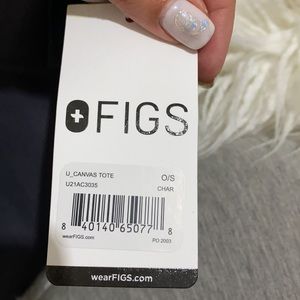 FIGS
U_CANVAS TOTE O/S
U21AC3035 CHAR
8 40140 65077 8
wearFIGS.com PO 2003
wearFIGS.com